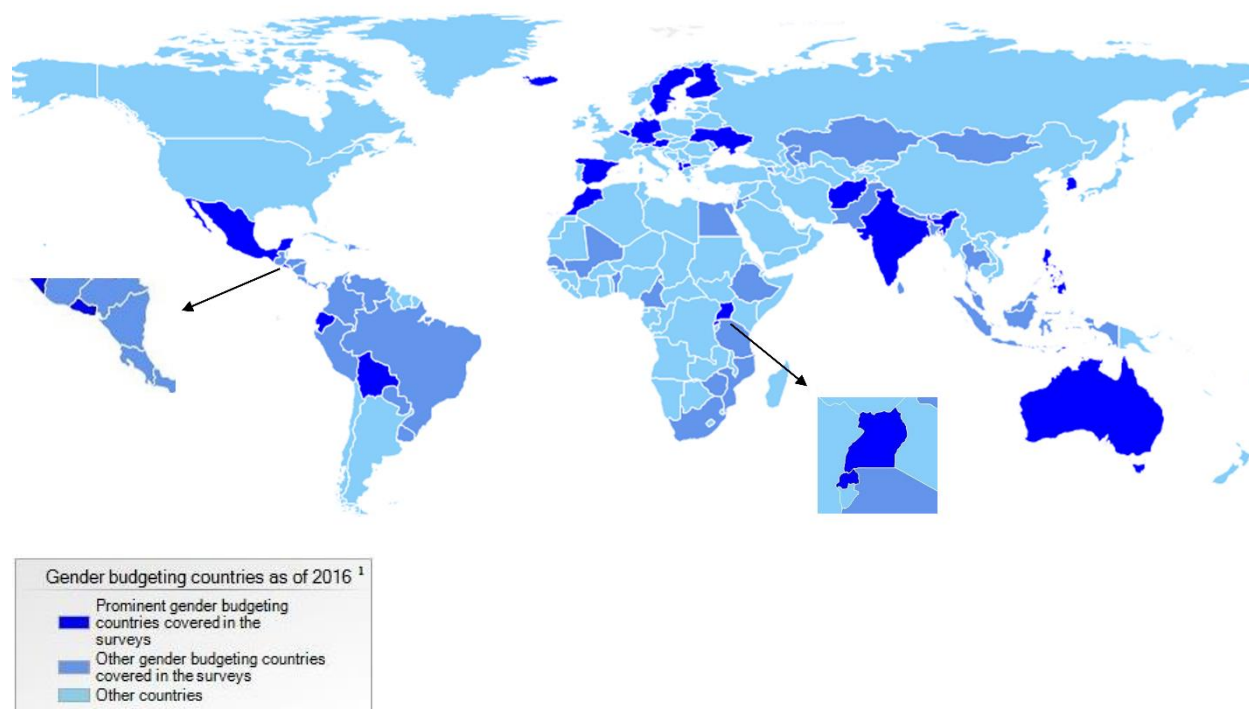 Gender budgeting countries as of 2016 1
Prominent gender budgeting
countries covered in the
surveys
Other gender budgeting countries
covered in the surveys
Other countries